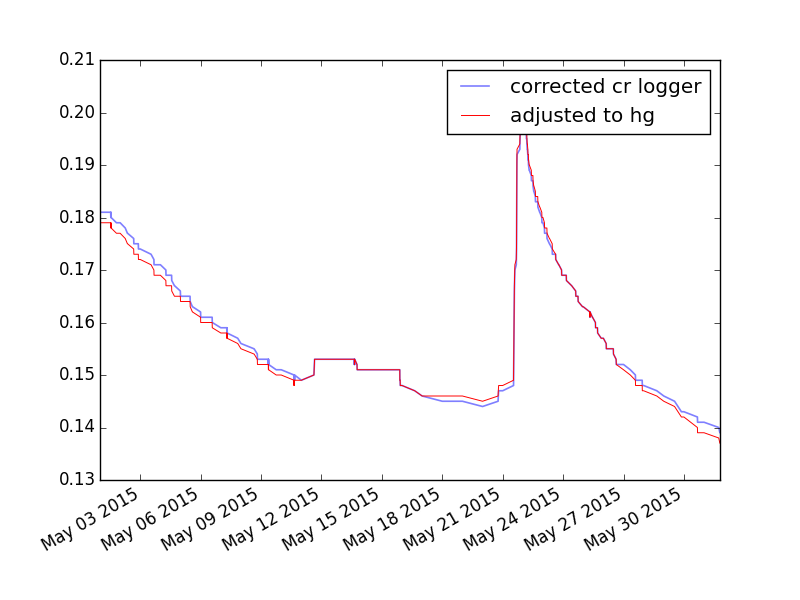 0.21
0.20
0.19
0.18
0.17
0.16
0.15
0.14
0.13
corrected cr logger
adjusted to hg
May 03 2015
May 06 2015
May 09 2015
May 12 2015
May 15 2015
May 18 2015
May 21 2015
May 24 2015
May 27 2015
May 30 2015